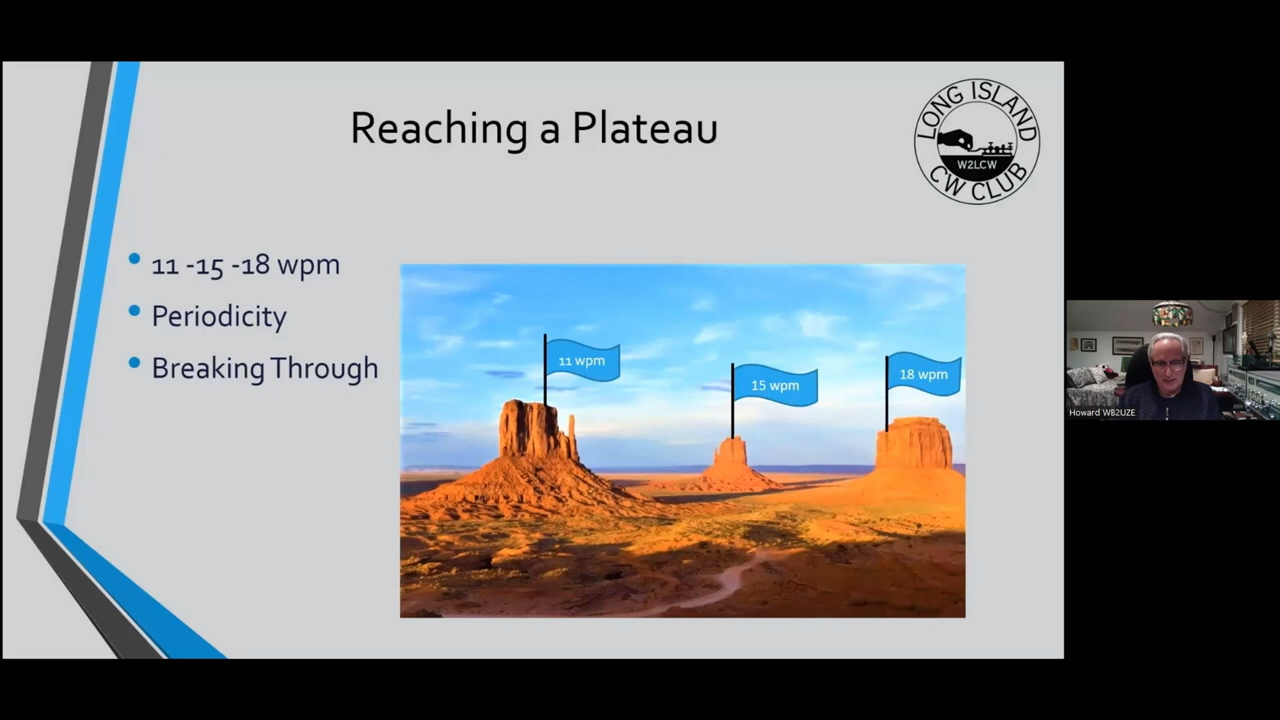 Reaching a Plateau
LONG ISLAND
W2LCW
CW CLUB
11 -15 -18 wpm
Periodicity
Breaking Through
11 wpm
15 wpm
18 wpm
Howard WB2UZE